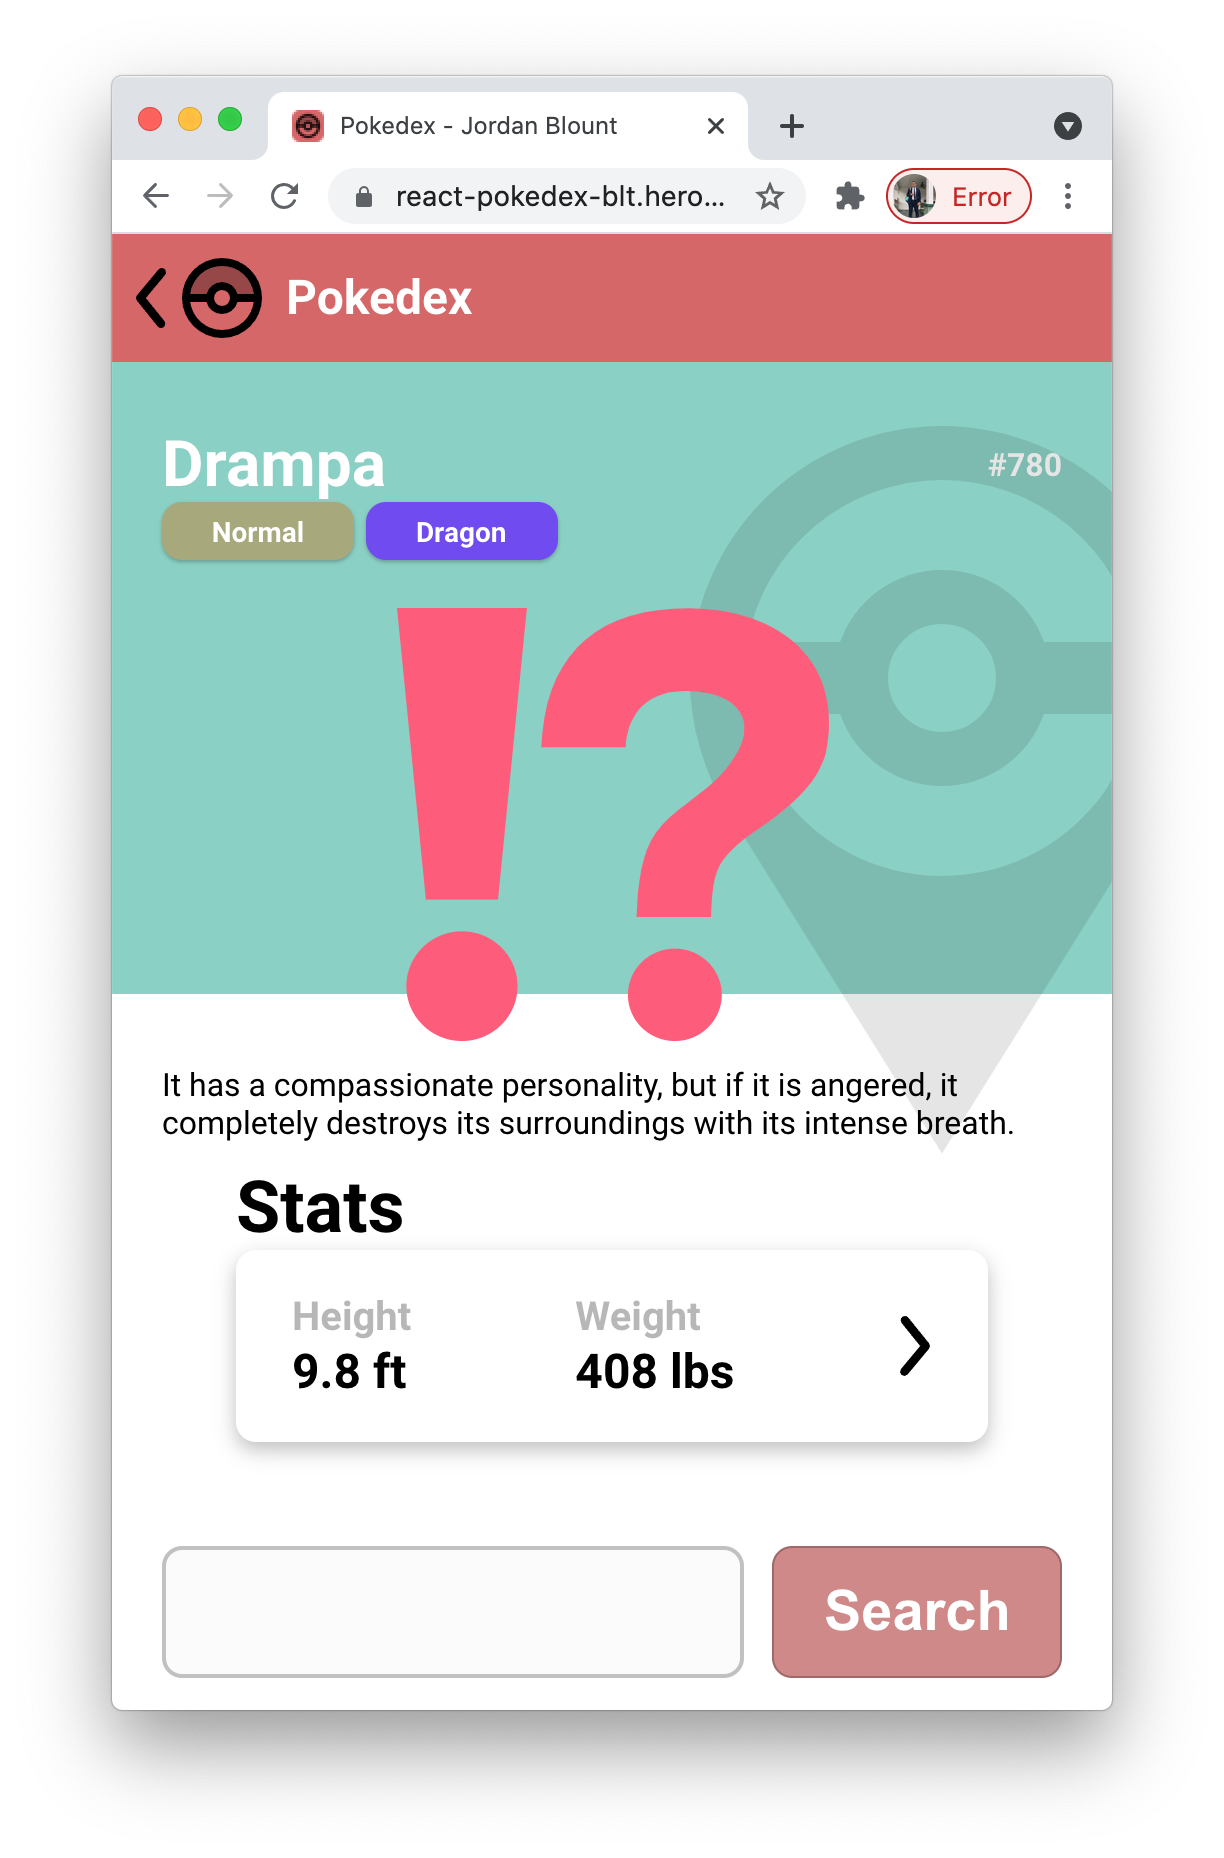 Pokedex - Jordan Blount
react-pokedex-blt.hero...
Error
Pokedex
Drampa
#780
Normal
Dragon
!?
It has a compassionate personality, but if it is angered, it
completely destroys its surroundings with its intense breath.
Stats
Height
Weight
9.8 ft
408 lbs
Search